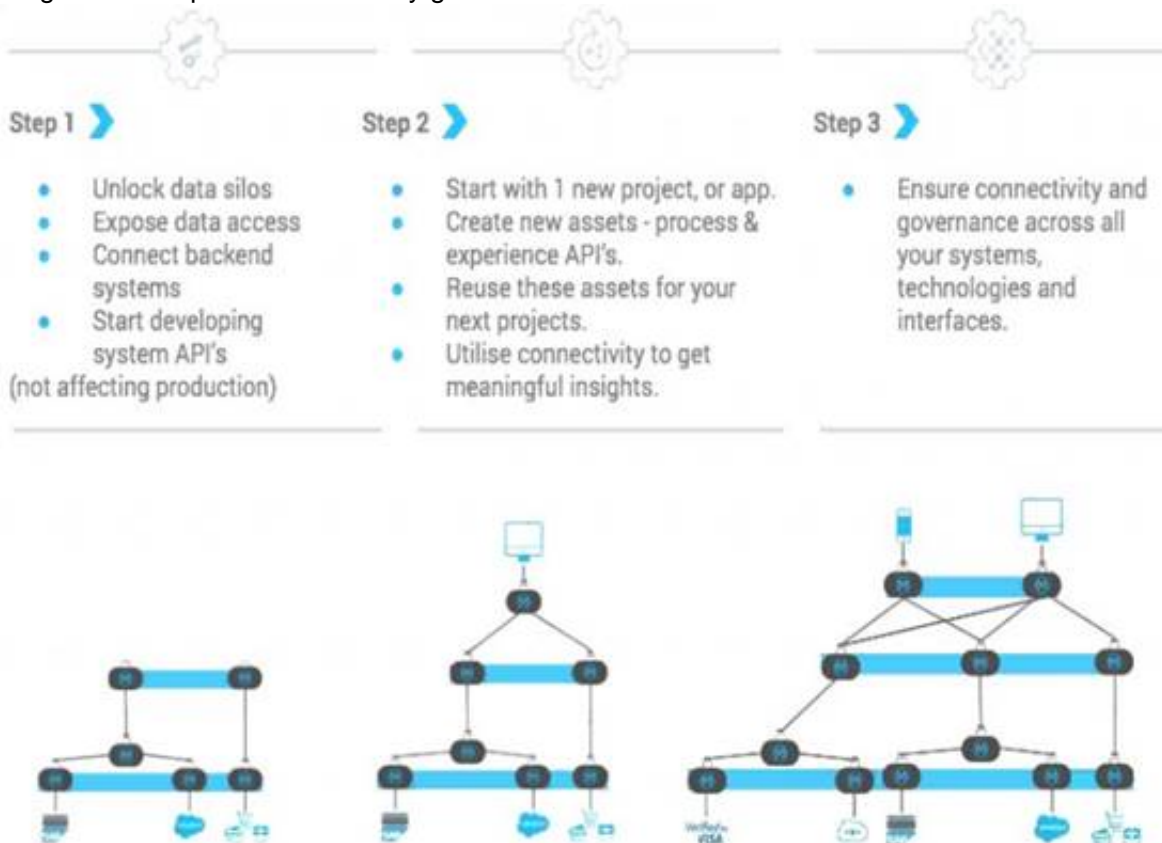 Step 1
Unlock data silos
Expose data access
Connect backend
systems
Start developing
system API's
(not affecting production)
Step 2
Start with 1 new project, or app.
Create new assets - process &
experience API's.
Reuse these assets for your
next projects.
Utilise connectivity to get
meaningful insights.
Step 3
Ensure connectivity and
governance across all
your systems,
technologies and
interfaces.
VISA